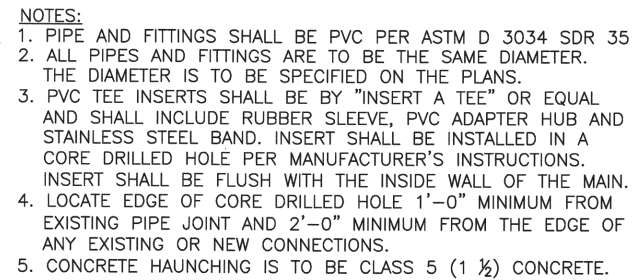 NOTES:
1. PIPE AND FITTINGS SHALL BE PVC PER ASTM D 3034 SDR 35
2. ALL PIPES AND FITTINGS ARE TO BE THE SAME DIAMETER.
THE DIAMETER IS TO BE SPECIFIED ON THE PLANS.
3. PVC TEE INSERTS SHALL BE BY "INSERT A TEE" OR EQUAL
AND SHALL INCLUDE RUBBER SLEEVE, PVC ADAPTER HUB AND
STAINLESS STEEL BAND. INSERT SHALL BE INSTALLED IN A
CORE DRILLED HOLE PER MANUFACTURER'S INSTRUCTIONS.
INSERT SHALL BE FLUSH WITH THE INSIDE WALL OF THE MAIN.
4. LOCATE EDGE OF CORE DRILLED HOLE 1'-0" MINIMUM FROM
EXISTING PIPE JOINT AND 2'-0" MINIMUM FROM THE EDGE OF
ANY EXISTING OR NEW CONNECTIONS.
5. CONCRETE HAUNCHING IS TO BE CLASS 5 (1 ½) CONCRETE.